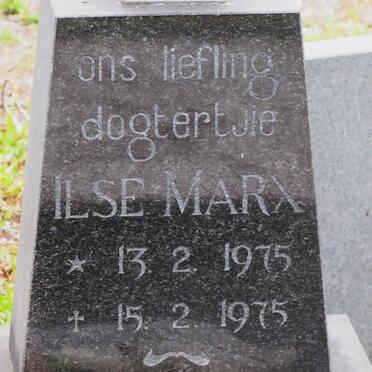 ons liefling
dogtertjie
ILSE MARX
* 13. 2. 1975
+ 15. 2. 1975